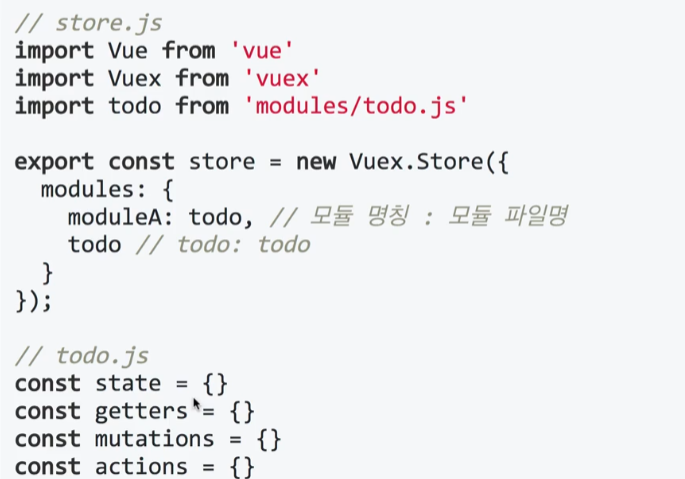 // store.js
import Vue from 'vue'
import Vuex from 'vuex'
import todo from 'modules/todo.js'
export const store = new Vuex.Store({
modules: {
moduleA: todo, // 모듈 명칭 : 모듈 파일명
todo // todo: todo
}
});
// todo.js
const state = {}
const getters = {}
const mutations = {}
const actions = {}